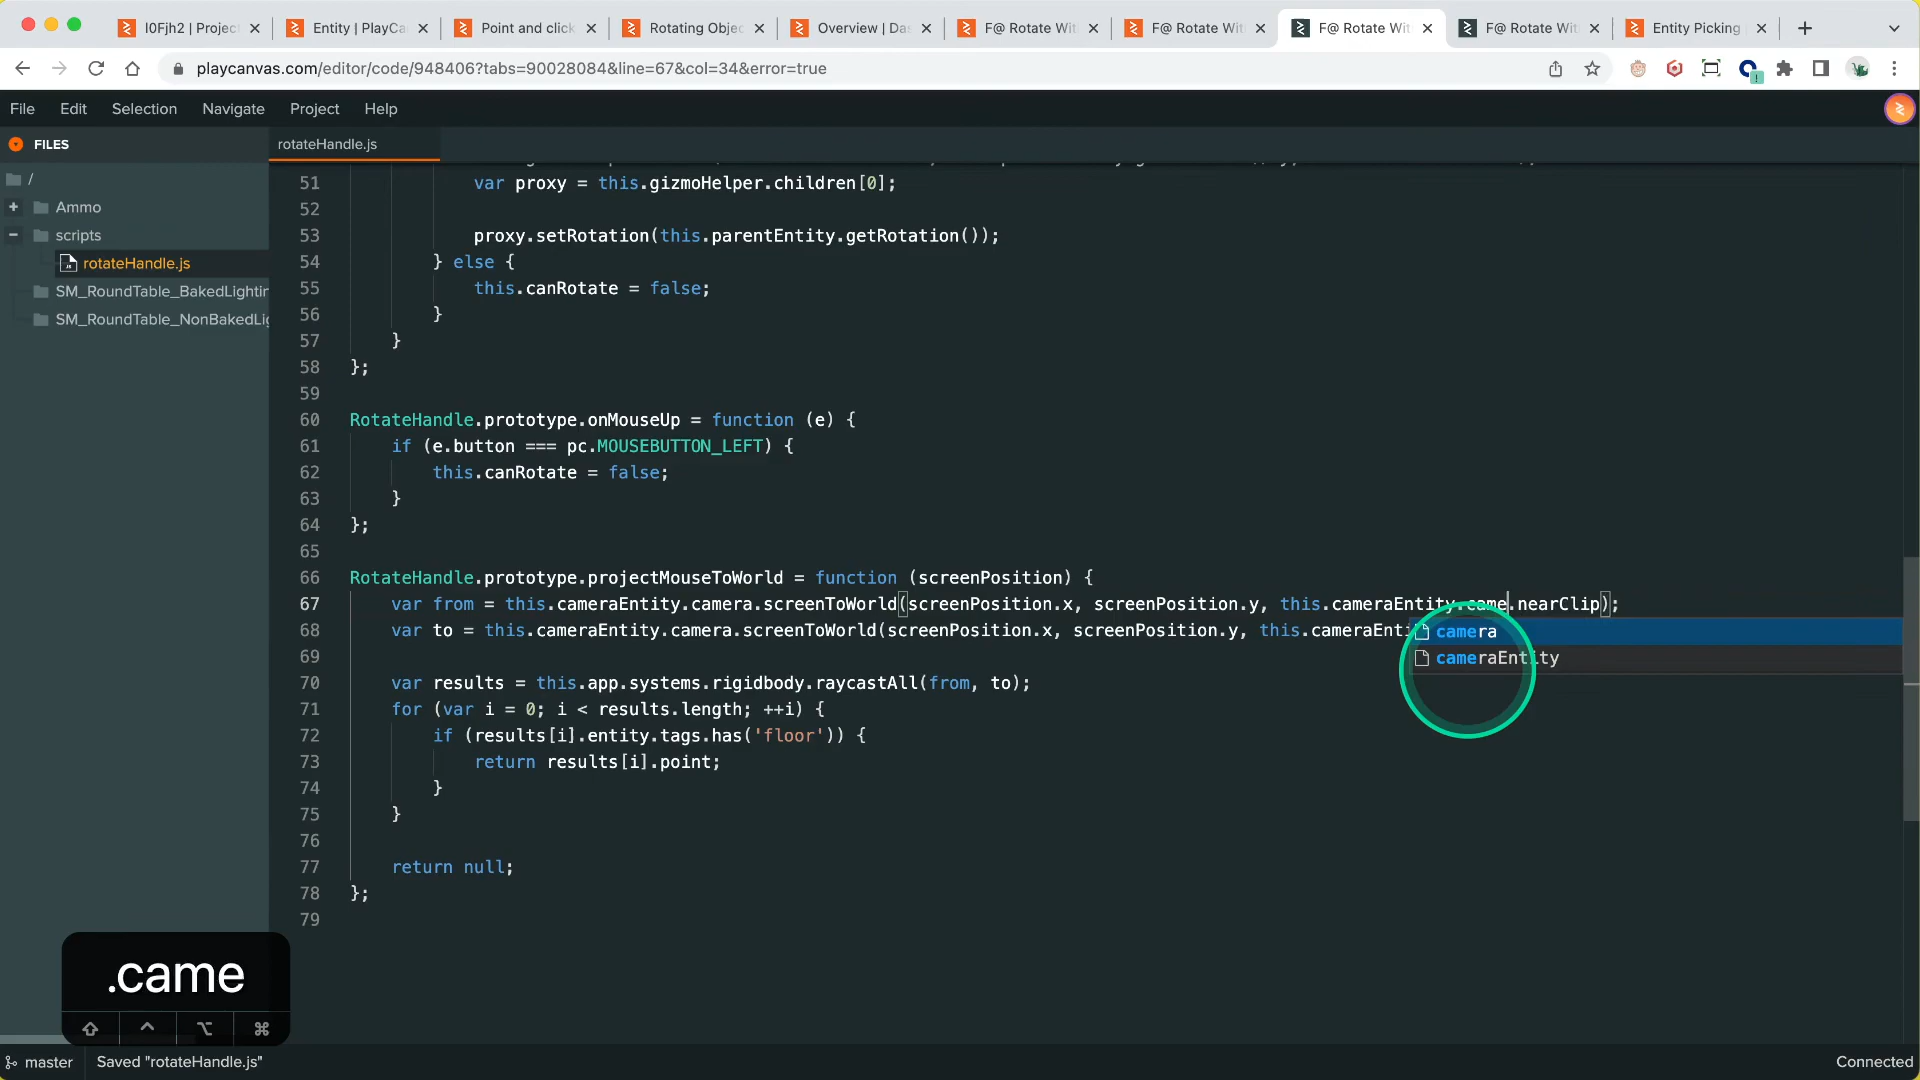 I0Fjh2 | Project
Entity | PlayCa
Point and click
Rotating Objec
Overview | Das
F@ Rotate Wit
F@ Rotate Wit
F@ Rotate Wit
F@ Rotate Wit
Entity Picking
playcanvas.com/editor/code/948406?tabs=90028084&line=67&col=34&error=true
File Edit Selection Navigate Project Help
FILES
rotateHandle.js
/
Ammo
scripts
rotateHandle.js
SM_RoundTable_BakedLightin
SM_RoundTable_NonBakedLig
51 var proxy = this.gizmoHelper.children[0];
52
53 proxy.setRotation(this.parentEntity.getRotation());
54 } else {
55 this.canRotate = false;
56 }
57 }
58 };
59
60 RotateHandle.prototype.onMouseUp = function (e) {
61 if (e.button === pc.MOUSEBUTTON_LEFT) {
62 this.canRotate = false;
63 }
64 };
65
66 RotateHandle.prototype.projectMouseToWorld = function (screenPosition) {
67 var from = this.cameraEntity.camera.screenToWorld(screenPosition.x, screenPosition.y, this.cameraEntity.came.nearClip);
68 var to = this.cameraEntity.camera.screenToWorld(screenPosition.x, screenPosition.y, this.cameraEnti
camera
cameraEntity
69
70 var results = this.app.systems.rigidbody.raycastAll(from, to);
71 for (var i = 0; i < results.length; ++i) {
72 if (results[i].entity.tags.has('floor')) {
73 return results[i].point;
74 }
75 }
76
77 return null;
78 };
79
.came
master Saved "rotateHandle.js"
Connected